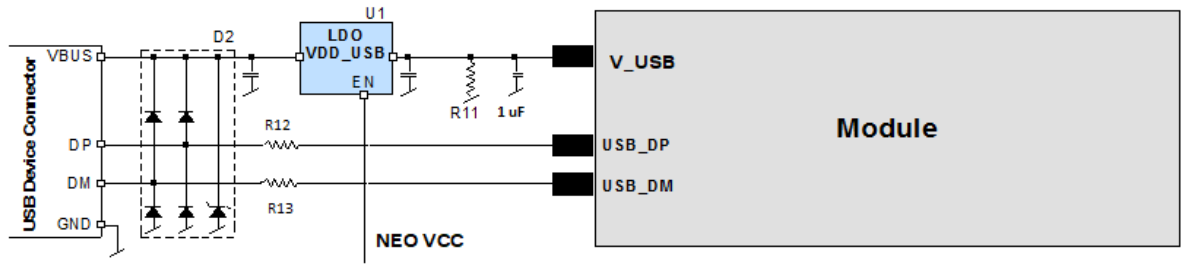 U1
D2
LDO
VDD_USB
EN
VBUS
DP
DM
GND
USB Device Connector
R11
1 uF
R12
R13
NEO VCC
V_USB
USB_DP
USB_DM
Module